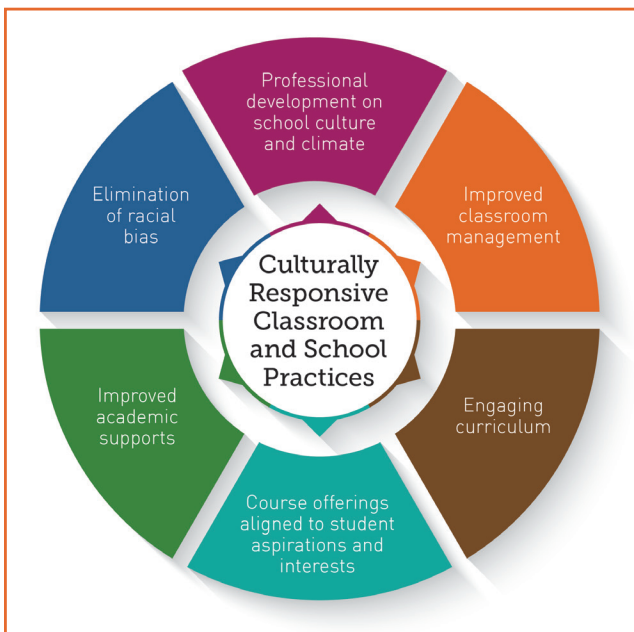 Professional
development on
school culture
and climate
Improved
classroom
management
Engaging
curriculum
Course offerings
aligned to student
aspirations and
interests
Improved
academic
supports
Elimination
of racial
bias
Culturally
Responsive
Classroom
and School
Practices